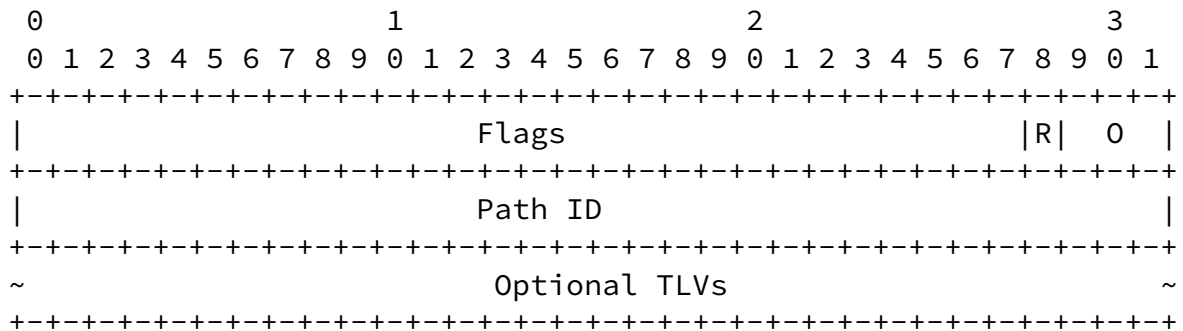 0                   1                   2                   3
 0 1 2 3 4 5 6 7 8 9 0 1 2 3 4 5 6 7 8 9 0 1 2 3 4 5 6 7 8 9 0 1
+-+-+-+-+-+-+-+-+-+-+-+-+-+-+-+-+-+-+-+-+-+-+-+-+-+-+-+-+-+-+-+-+
|                         Flags                         |R|  O  |
+-+-+-+-+-+-+-+-+-+-+-+-+-+-+-+-+-+-+-+-+-+-+-+-+-+-+-+-+-+-+-+-+
|                         Path ID                               |
+-+-+-+-+-+-+-+-+-+-+-+-+-+-+-+-+-+-+-+-+-+-+-+-+-+-+-+-+-+-+-+-+
~                          Optional TLVs                        ~
+-+-+-+-+-+-+-+-+-+-+-+-+-+-+-+-+-+-+-+-+-+-+-+-+-+-+-+-+-+-+-+-+